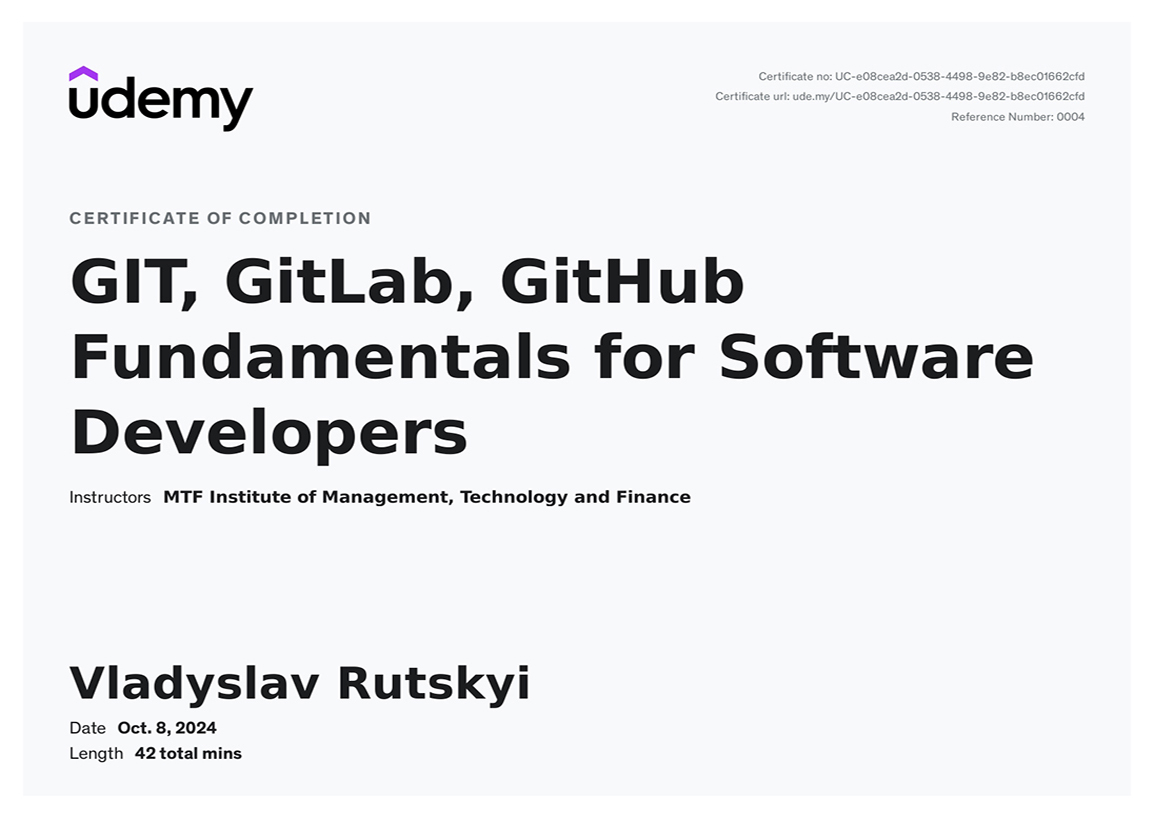 udemy
Certificate no: UC-e08cea2d-0538-4498-9e82-b8ec01662cfd
Certificate url: ude.my/UC-e08cea2d-0538-4498-9e82-b8ec01662cfd
Reference Number: 0004
CERTIFICATE OF COMPLETION
GIT, GitLab, GitHub
Fundamentals for Software
Developers
Instructors MTF Institute of Management, Technology and Finance
Vladyslav Rutskyi
Date Oct. 8, 2024
Length 42 total mins